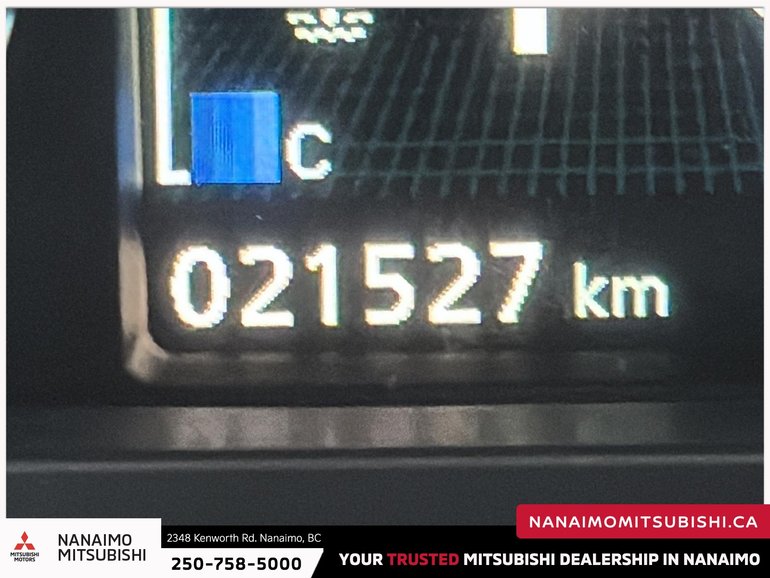 C
021527 km
NANAIMOMITSUBISHI.CA
MITSUBISHI
MOTORS
NANAIMO
MITSUBISHI
2348 Kenworth Rd. Nanaimo, BC
250-758-5000
YOUR TRUSTED MITSUBISHI DEALERSHIP IN NANAIMO